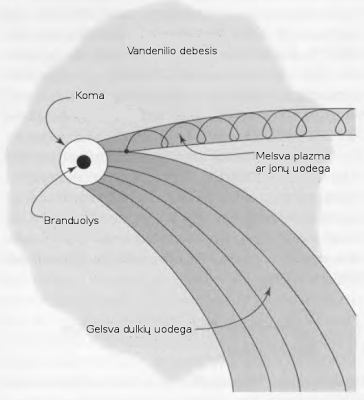 Vandenilio debesis
Koma
Melsva plazma
ar jonų uodega
Branduolys
Gelsva dulkių uodega